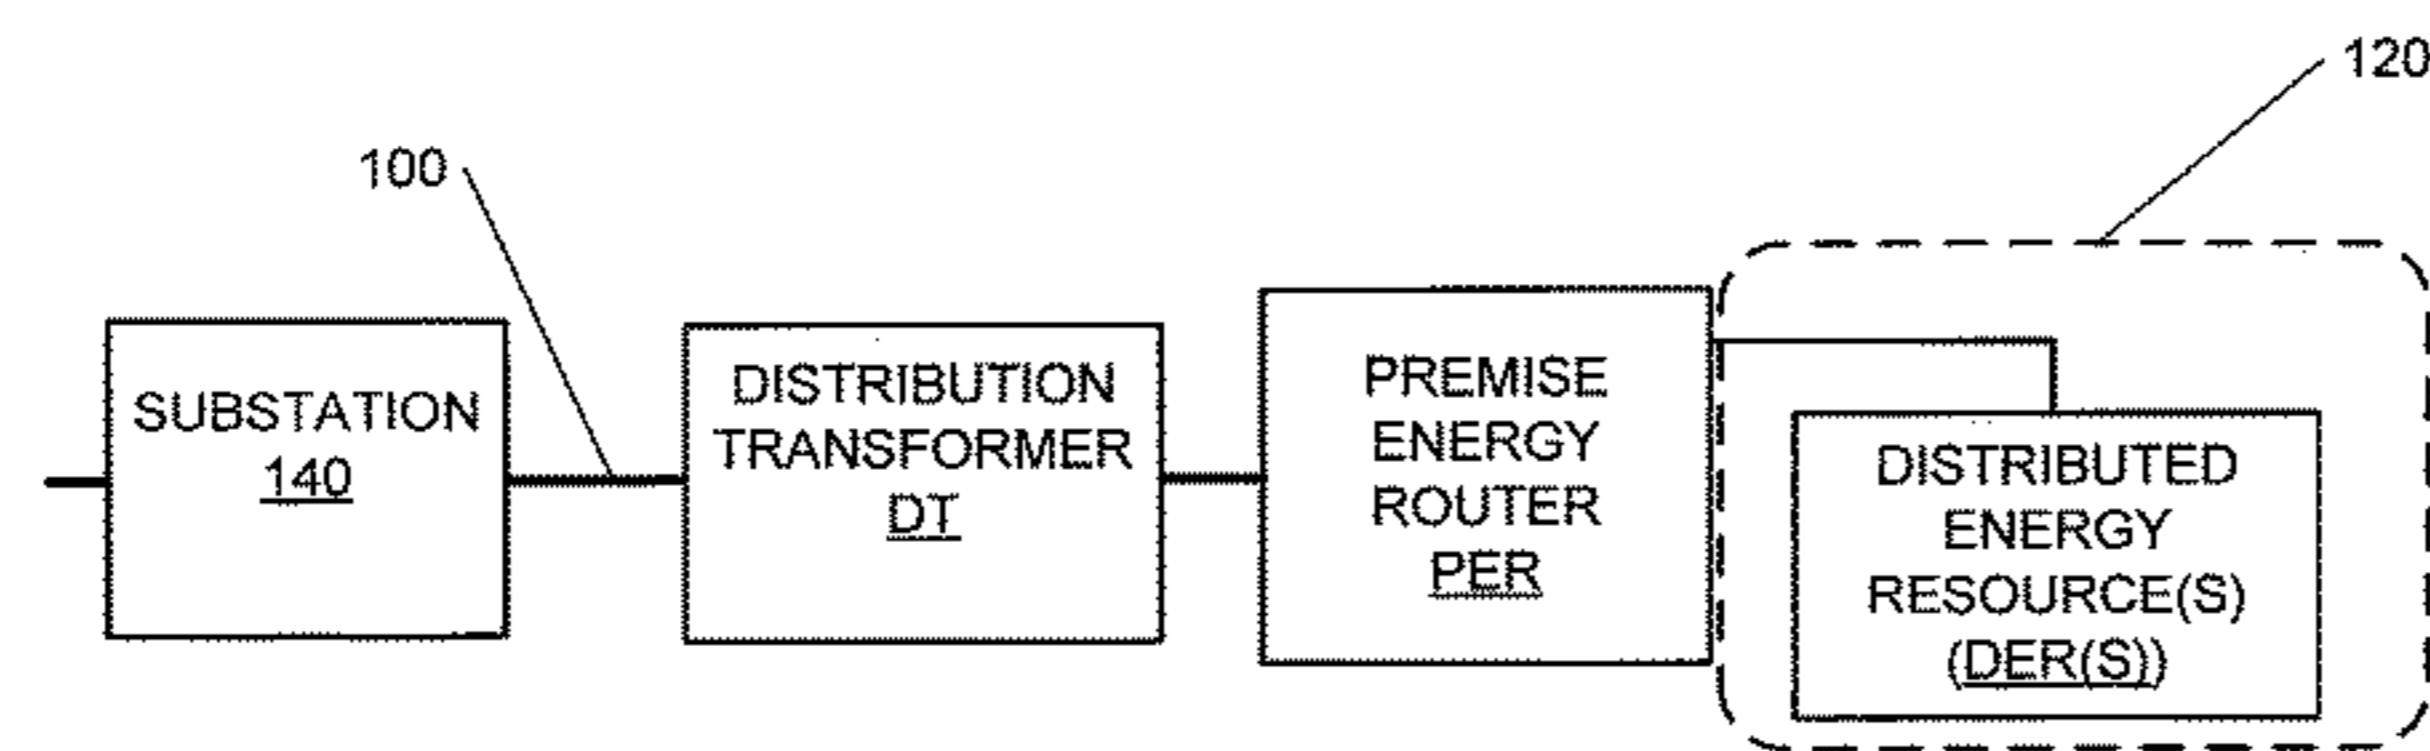 120
100
SUBSTATION
140
DISTRIBUTION
TRANSFORMER
DT
PREMISE
ENERGY
ROUTER
PER
DISTRIBUTED
ENERGY
RESOURCE(S)
(DER(S))